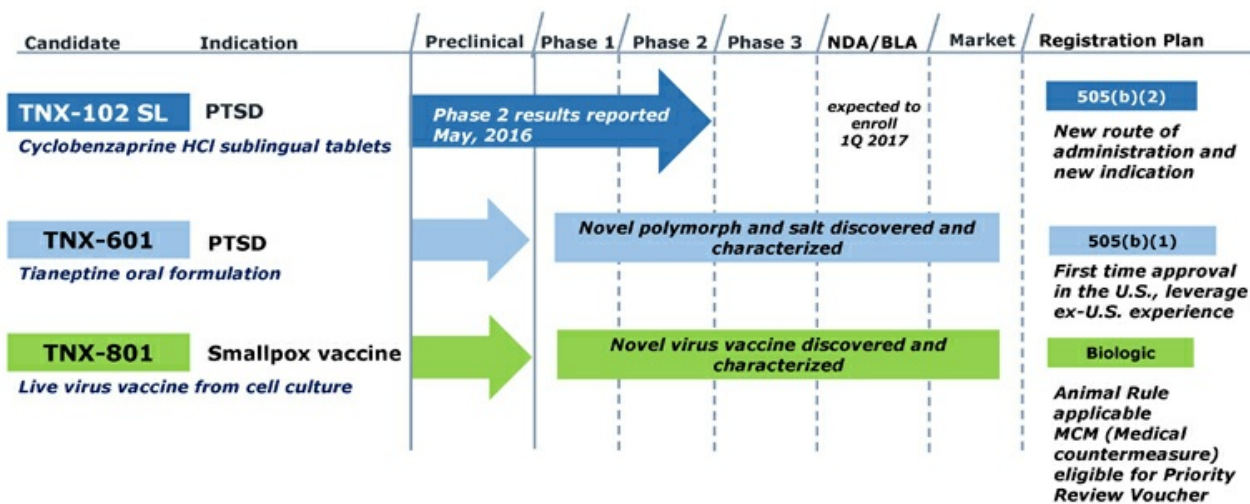 Candidate Indication Preclinical Phase 1 Phase 2 Phase 3 NDA/BLA Market Registration Plan
TNX-102 SL PTSD
Cyclobenzaprine HCl sublingual tablets
Phase 2 results reported
May, 2016
expected to
enroll
1Q 2017
505(b)(2)
New route of
administration and
new indication
TNX-601 PTSD
Tianeptine oral formulation
Novel polymorph and salt discovered and
characterized
505(b)(1)
First time approval
in the U.S., leverage
ex-U.S. experience
TNX-801 Smallpox vaccine
Live virus vaccine from cell culture
Novel virus vaccine discovered and
characterized
Biologic
Animal Rule
applicable
MCM (Medical
countermeasure)
eligible for Priority
Review Voucher